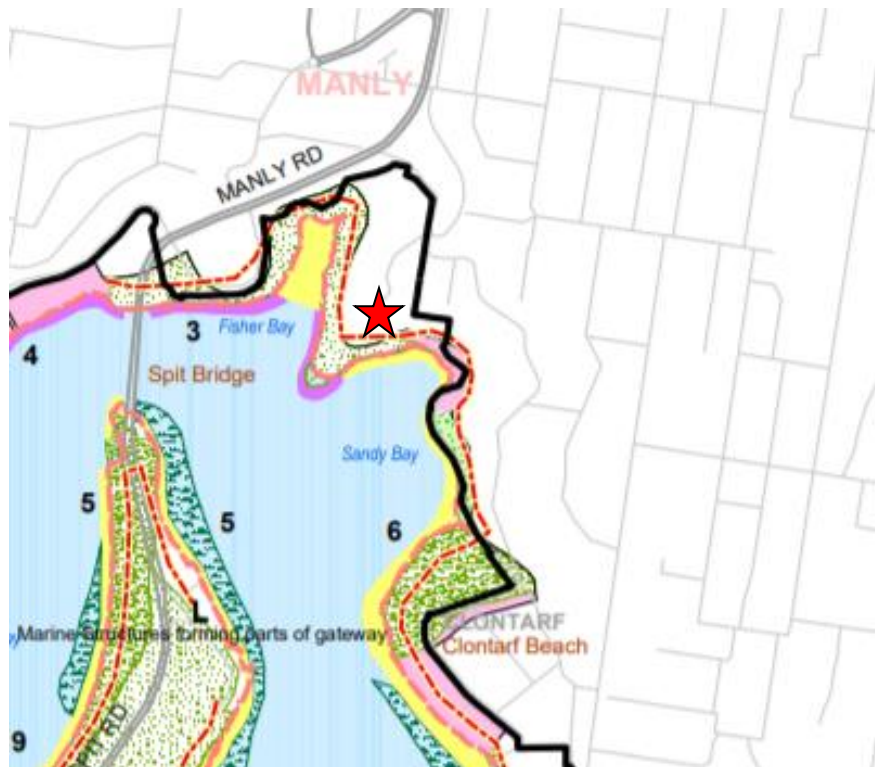 MANLY
MANLY RD
3
Fisher Bay
4
Spit Bridge
Sandy Bay
5
5
6
L
CLONTARF
Marine Structures forming parts of gateway
Clontarf Beach
RD
9